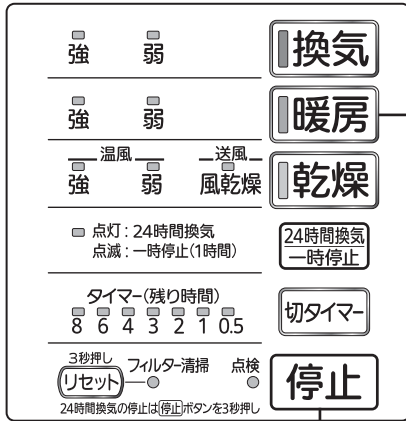 強 弱 換気
強 弱 暖房
温風 送風
強 弱 風乾燥 乾燥
点灯：24時間換気
点滅：一時停止(1時間)
24時間換気
一時停止
タイマー(残り時間)
8 6 4 3 2 1 0.5
切タイマー
3秒押し
リセット フィルター清掃 点検
停止
24時間換気の停止は停止ボタンを3秒押し